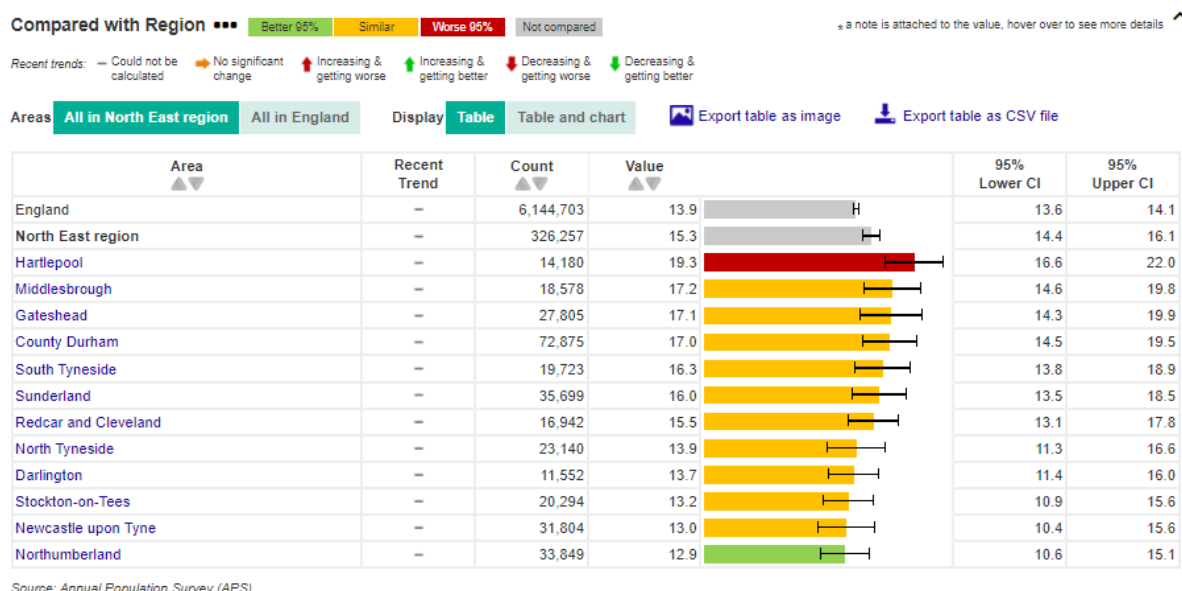 Compared with Region ••• Better 95% Similar Worse 95% Not compared * a note is attached to the value, hover over to see more details
Recent trends: – Could not be calculated No significant change Increasing & getting worse Increasing & getting better Decreasing & getting worse Decreasing & getting better
Areas All in North East region All in England Display Table Table and chart Export table as image Export table as CSV file
Area Recent Trend Count Value 95% Lower CI 95% Upper CI
England – 6,144,703 13.9 13.6 14.1
North East region – 326,257 15.3 14.4 16.1
Hartlepool – 14,180 19.3 16.6 22.0
Middlesbrough – 18,578 17.2 14.6 19.8
Gateshead – 27,805 17.1 14.3 19.9
County Durham – 72,875 17.0 14.5 19.5
South Tyneside – 19,723 16.3 13.8 18.9
Sunderland – 35,699 16.0 13.5 18.5
Redcar and Cleveland – 16,942 15.5 13.1 17.8
North Tyneside – 23,140 13.9 11.3 16.6
Darlington – 11,552 13.7 11.4 16.0
Stockton-on-Tees – 20,294 13.2 10.9 15.6
Newcastle upon Tyne – 31,804 13.0 10.4 15.6
Northumberland – 33,849 12.9 10.6 15.1
Source: Annual Population Survey (APS)